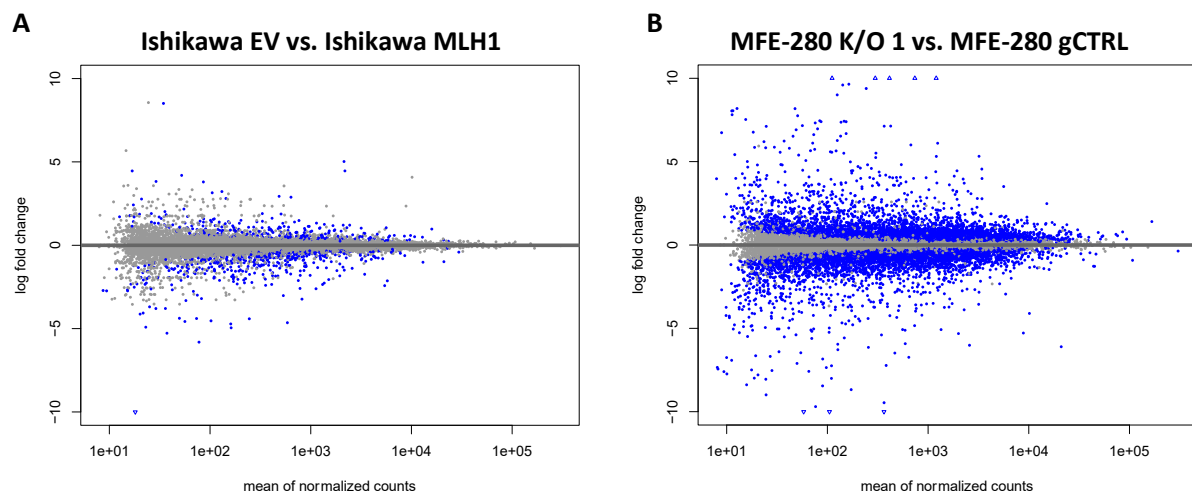 A
Ishikawa EV vs. Ishikawa MLH1
10
5
0
−5
−10
log fold change
1e+01 1e+02 1e+03 1e+04 1e+05
mean of normalized counts
B
MFE-280 K/O 1 vs. MFE-280 gCTRL
10
5
0
−5
−10
log fold change
1e+01 1e+02 1e+03 1e+04 1e+05
mean of normalized counts